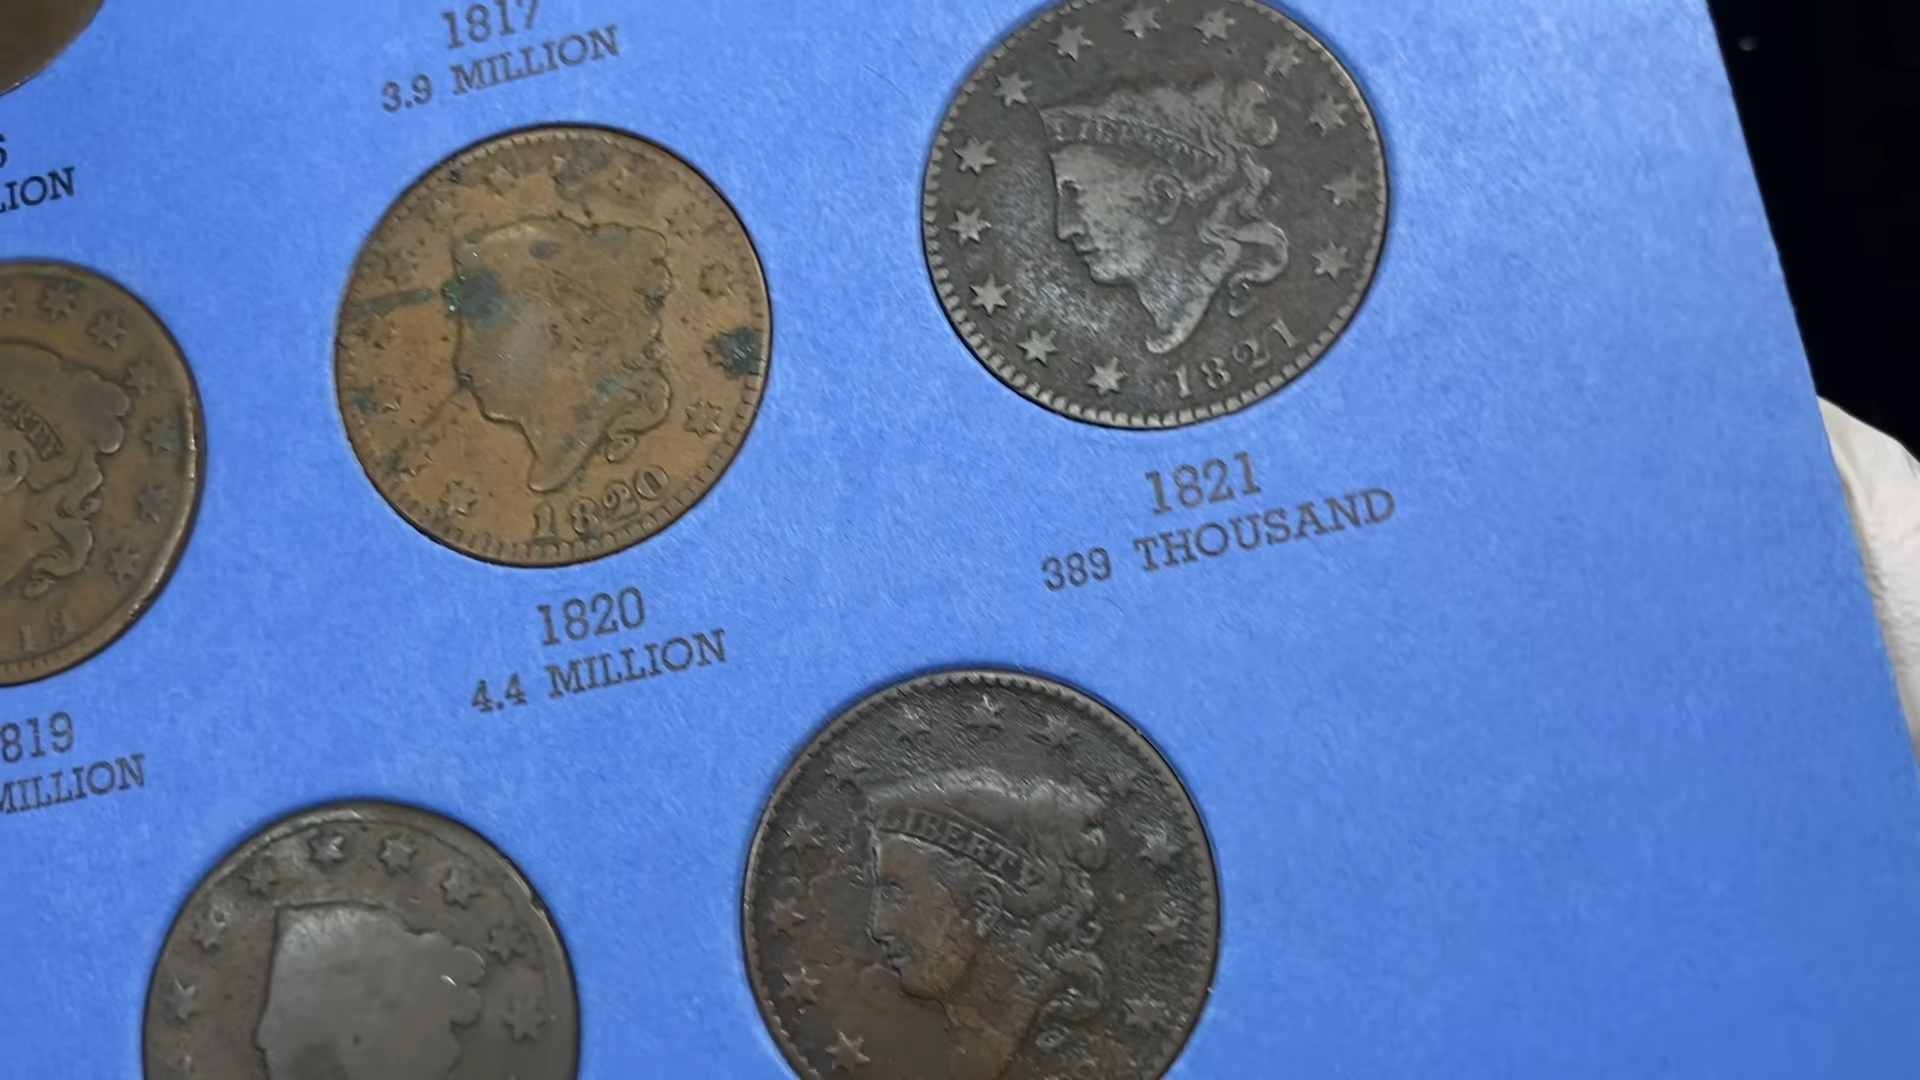 1817
3.9 MILLION
LION
LIBERTY
1821
1821
389 THOUSAND
1820
1820
4.4 MILLION
819
MILLION
LIBERTY